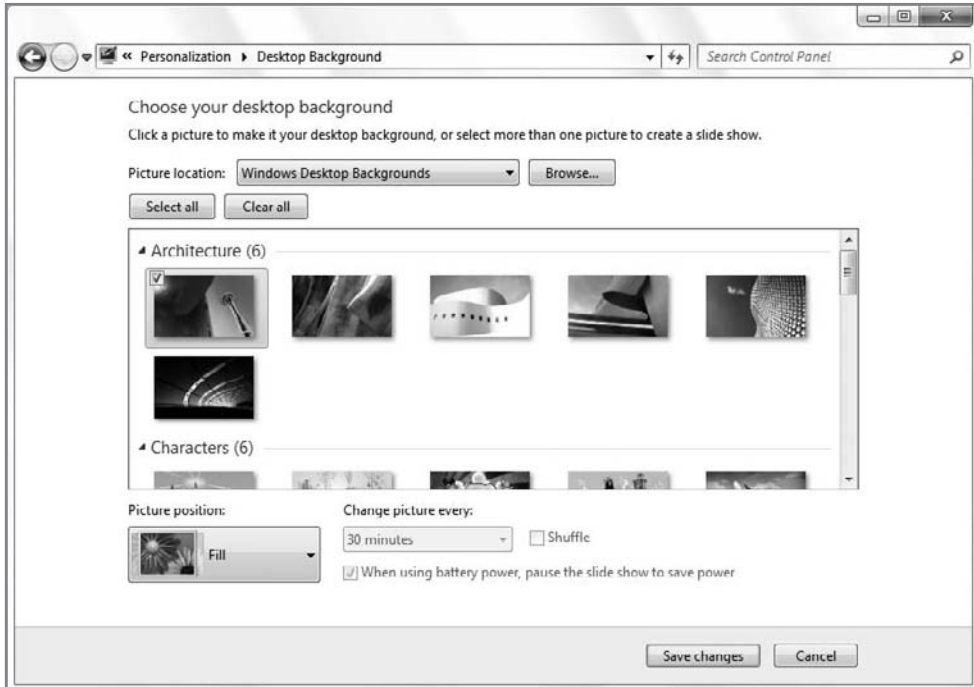 « Personalization ▸ Desktop Background
Search Control Panel
Choose your desktop background
Click a picture to make it your desktop background, or select more than one picture to create a slide show.
Picture location: Windows Desktop Backgrounds Browse...
Select all Clear all
Architecture (6)
Characters (6)
Picture position: Change picture every:
Fill 30 minutes Shuffle
When using battery power, pause the slide show to save power
Save changes Cancel